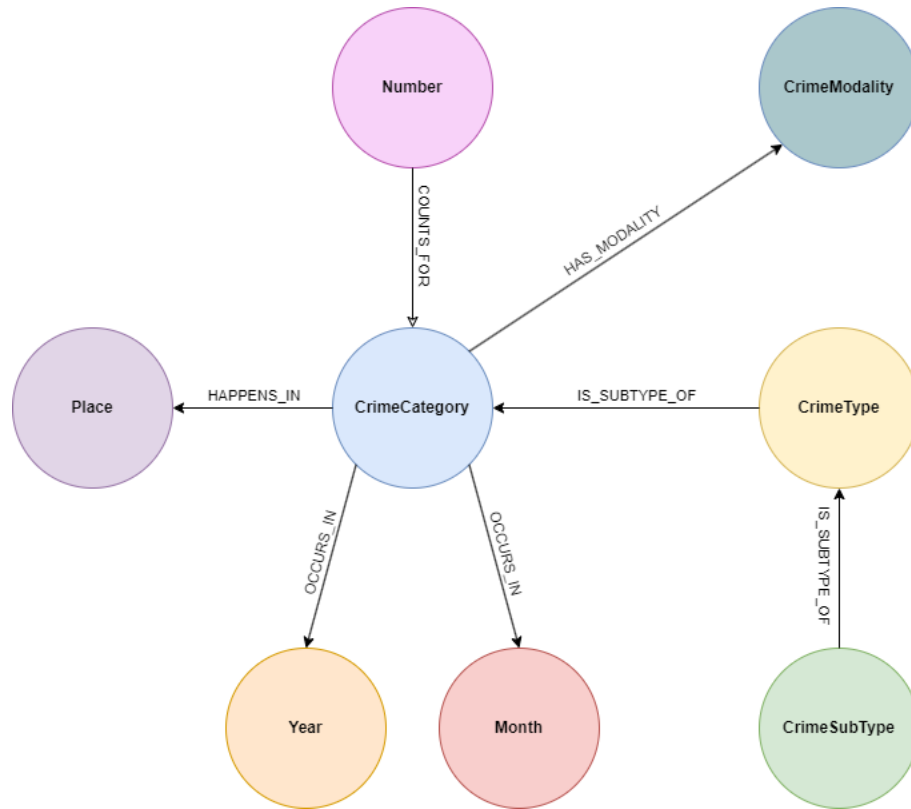 Number
CrimeModality
COUNTS_FOR
HAS_MODALITY
Place
HAPPENS_IN
CrimeCategory
IS_SUBTYPE_OF
CrimeType
OCCURS_IN
OCCURS_IN
IS_SUBTYPE_OF
Year
Month
CrimeSubType